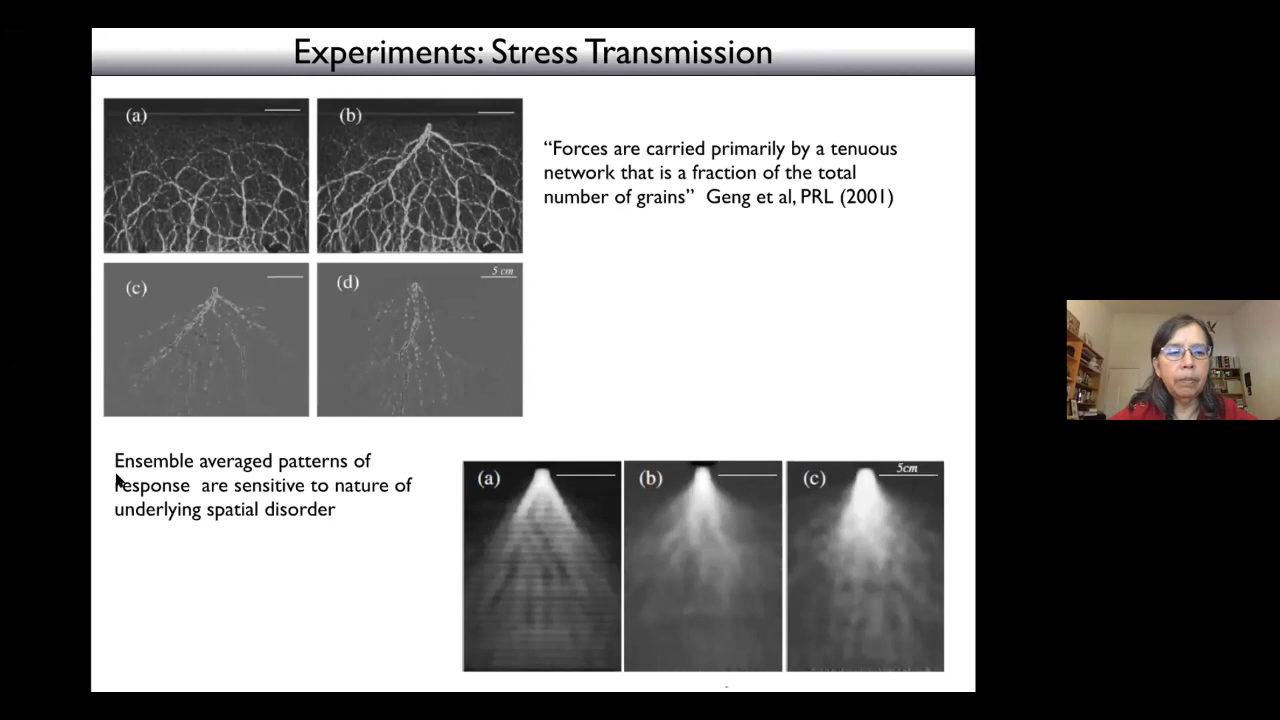 Experiments: Stress Transmission
(a)
(b)
“Forces are carried primarily by a tenuous
network that is a fraction of the total
number of grains” Geng et al, PRL (2001)
(c)
(d)
5 cm
Ensemble averaged patterns of
response are sensitive to nature of
underlying spatial disorder
(a)
(b)
(c)
5cm